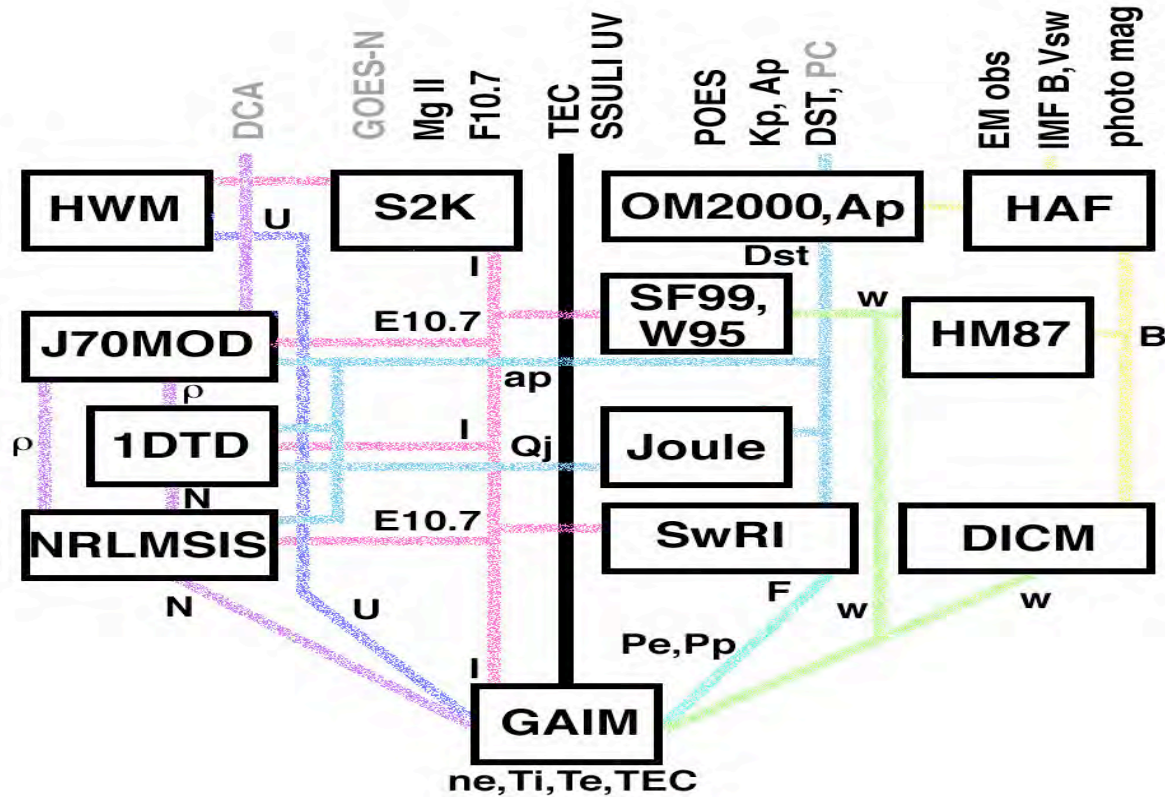 DCA
GOES-N
Mg II
F10.7
TEC
SSULI UV
POES
Kp, Ap
DST, PC
EM obs
IMF B,Vsw
photo mag
HWM
U
S2K
OM2000,Ap
HAF
I
Dst
E10.7
SF99,
W95
w
HM87
B
J70MOD
ap
ρ
ρ
1DTD
I
Qj
Joule
N
NRLMSIS
E10.7
SwRI
DICM
N
U
F
w
w
Pe,Pp
I
GAIM
ne,Ti,Te,TEC